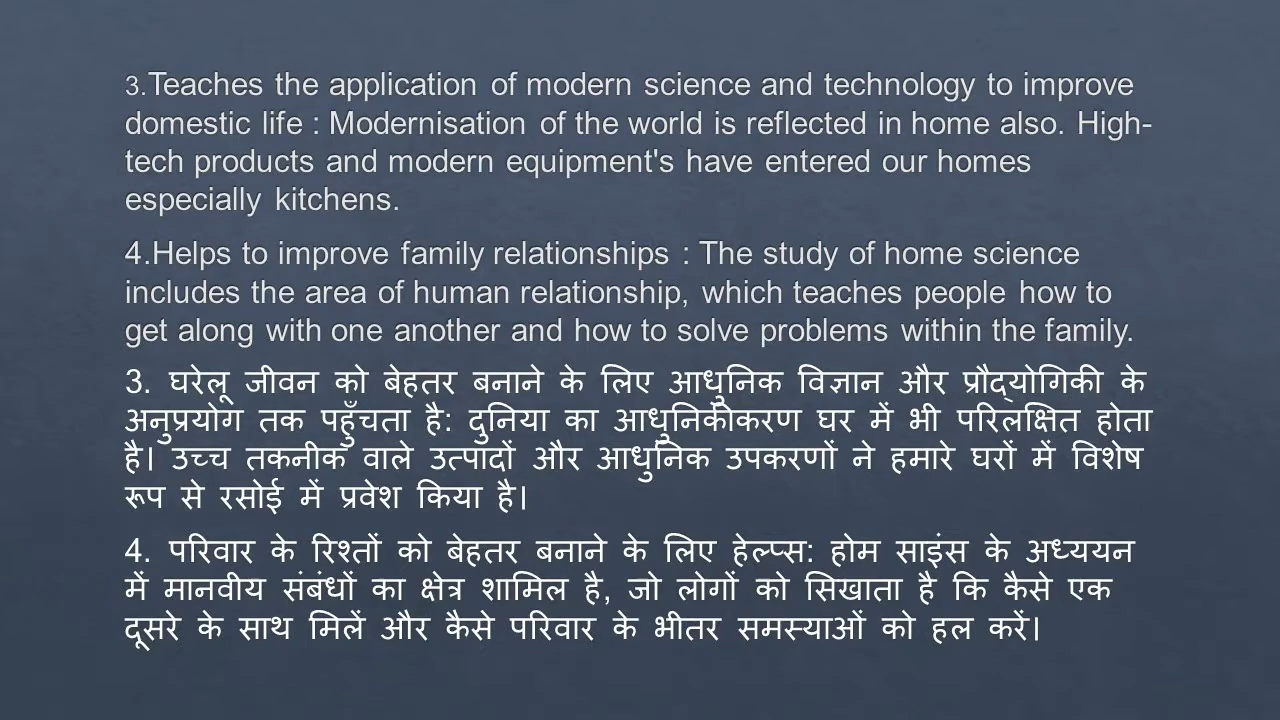 3.Teaches the application of modern science and technology to improve
domestic life : Modernisation of the world is reflected in home also. High-
tech products and modern equipment's have entered our homes
especially kitchens.
4.Helps to improve family relationships : The study of home science
includes the area of human relationship, which teaches people how to
get along with one another and how to solve problems within the family.
3. घरेलू जीवन को बेहतर बनाने के लिए आधुनिक विज्ञान और प्रौद्योगिकी के
अनुप्रयोग तक पहुँचता है: दुनिया का आधुनिकीकरण घर में भी परिलक्षित होता
है। उच्च तकनीक वाले उत्पादों और आधुनिक उपकरणों ने हमारे घरों में विशेष
रूप से रसोई में प्रवेश किया है।
4. परिवार के रिश्तों को बेहतर बनाने के लिए हेल्प्स: होम साइंस के अध्ययन
में मानवीय संबंधों का क्षेत्र शामिल है, जो लोगों को सिखाता है कि कैसे एक
दूसरे के साथ मिलें और कैसे परिवार के भीतर समस्याओं को हल करें।